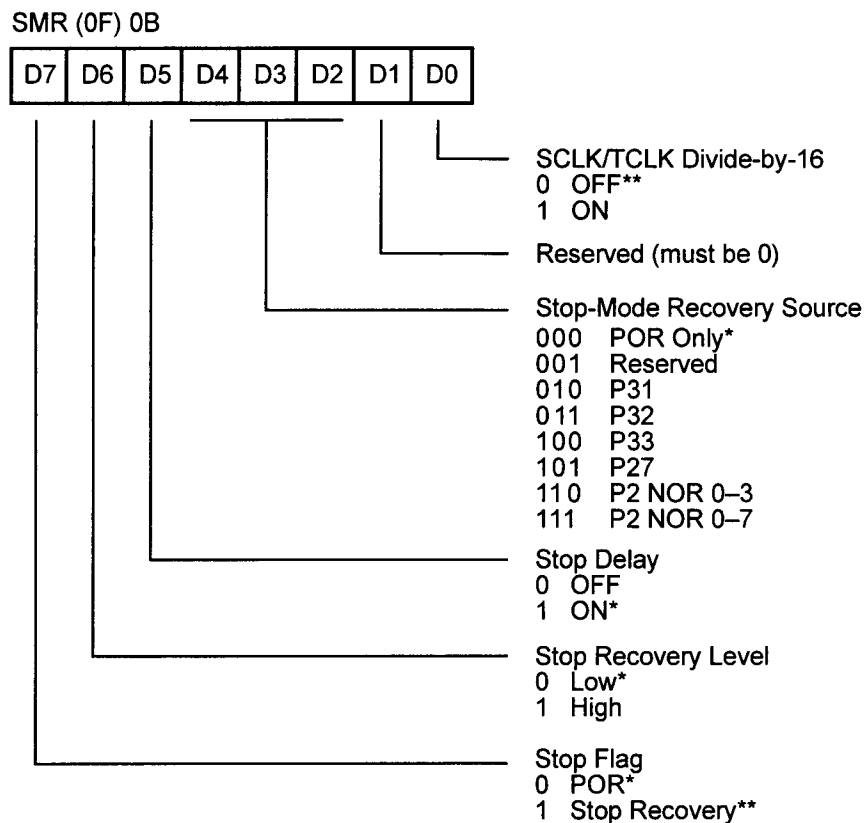 SMR (0F) 0B
D7 D6 D5 D4 D3 D2 D1 D0
SCLK/TCLK Divide-by-16
0 OFF**
1 ON
Reserved (must be 0)
Stop-Mode Recovery Source
000 POR Only*
001 Reserved
010 P31
011 P32
100 P33
101 P27
110 P2 NOR 0–3
111 P2 NOR 0–7
Stop Delay
0 OFF
1 ON*
Stop Recovery Level
0 Low*
1 High
Stop Flag
0 POR*
1 Stop Recovery**